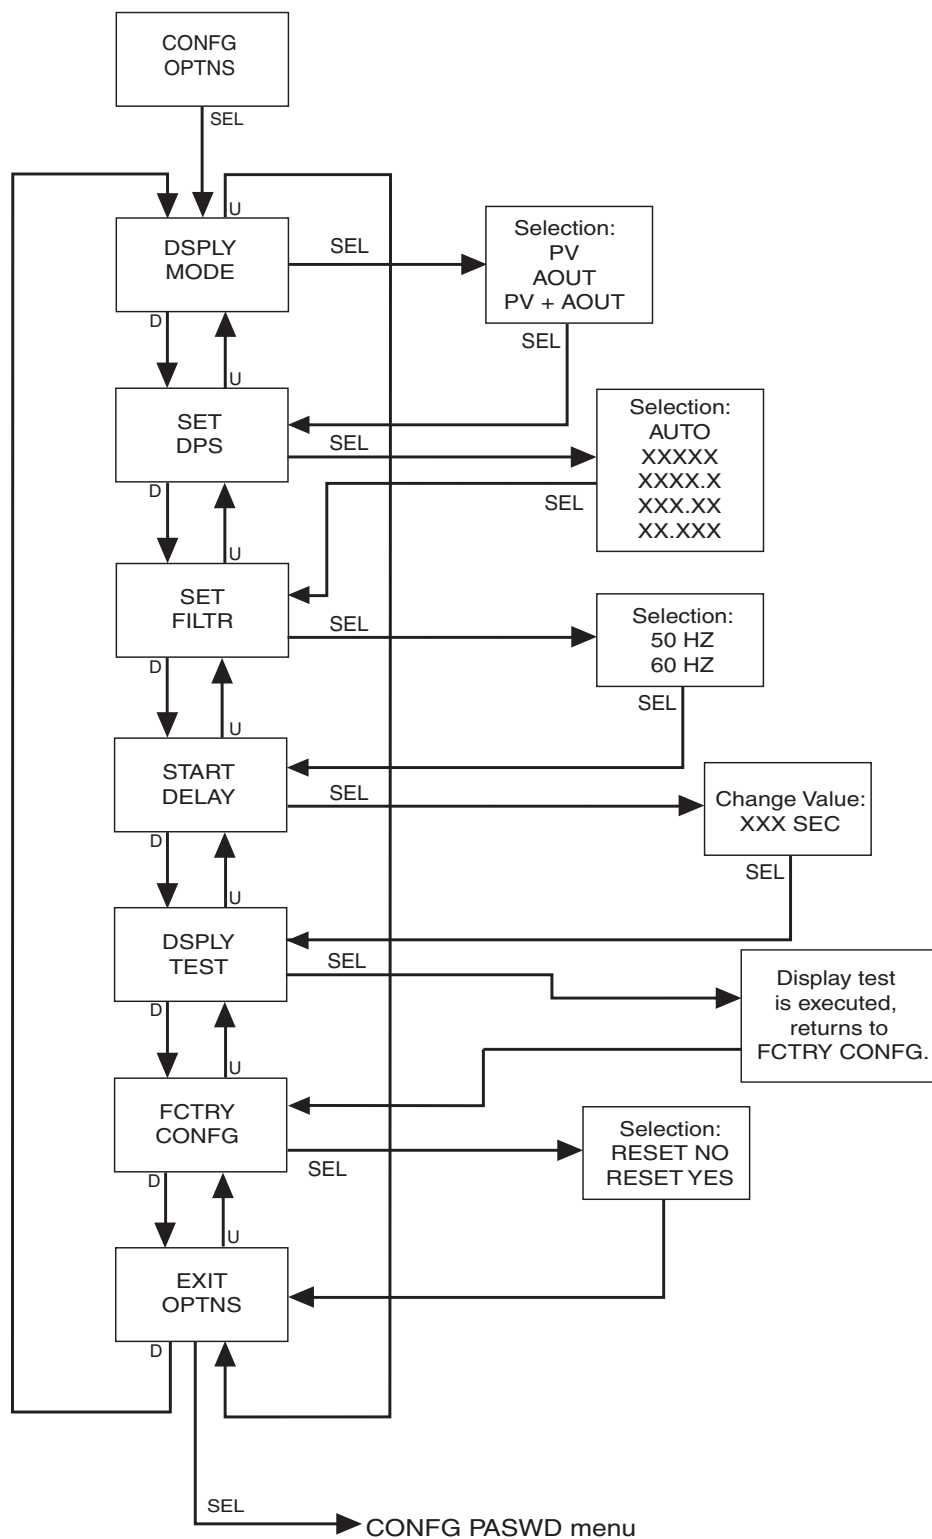 CONFG
OPTNS
SEL
U
DSPLY
MODE
SEL
Selection:
PV
AOUT
PV + AOUT
SEL
D
U
SET
DPS
SEL
Selection:
AUTO
XXXXX
XXXX.X
XXX.XX
XX.XXX
SEL
D
U
SET
FILTR
SEL
Selection:
50 HZ
60 HZ
SEL
D
U
START
DELAY
SEL
Change Value:
XXX SEC
SEL
D
U
DSPLY
TEST
SEL
Display test
is executed,
returns to
FCTRY CONFG.
D
U
FCTRY
CONFG
SEL
Selection:
RESET NO
RESET YES
D
U
EXIT
OPTNS
D
SEL
CONFG PASWD menu